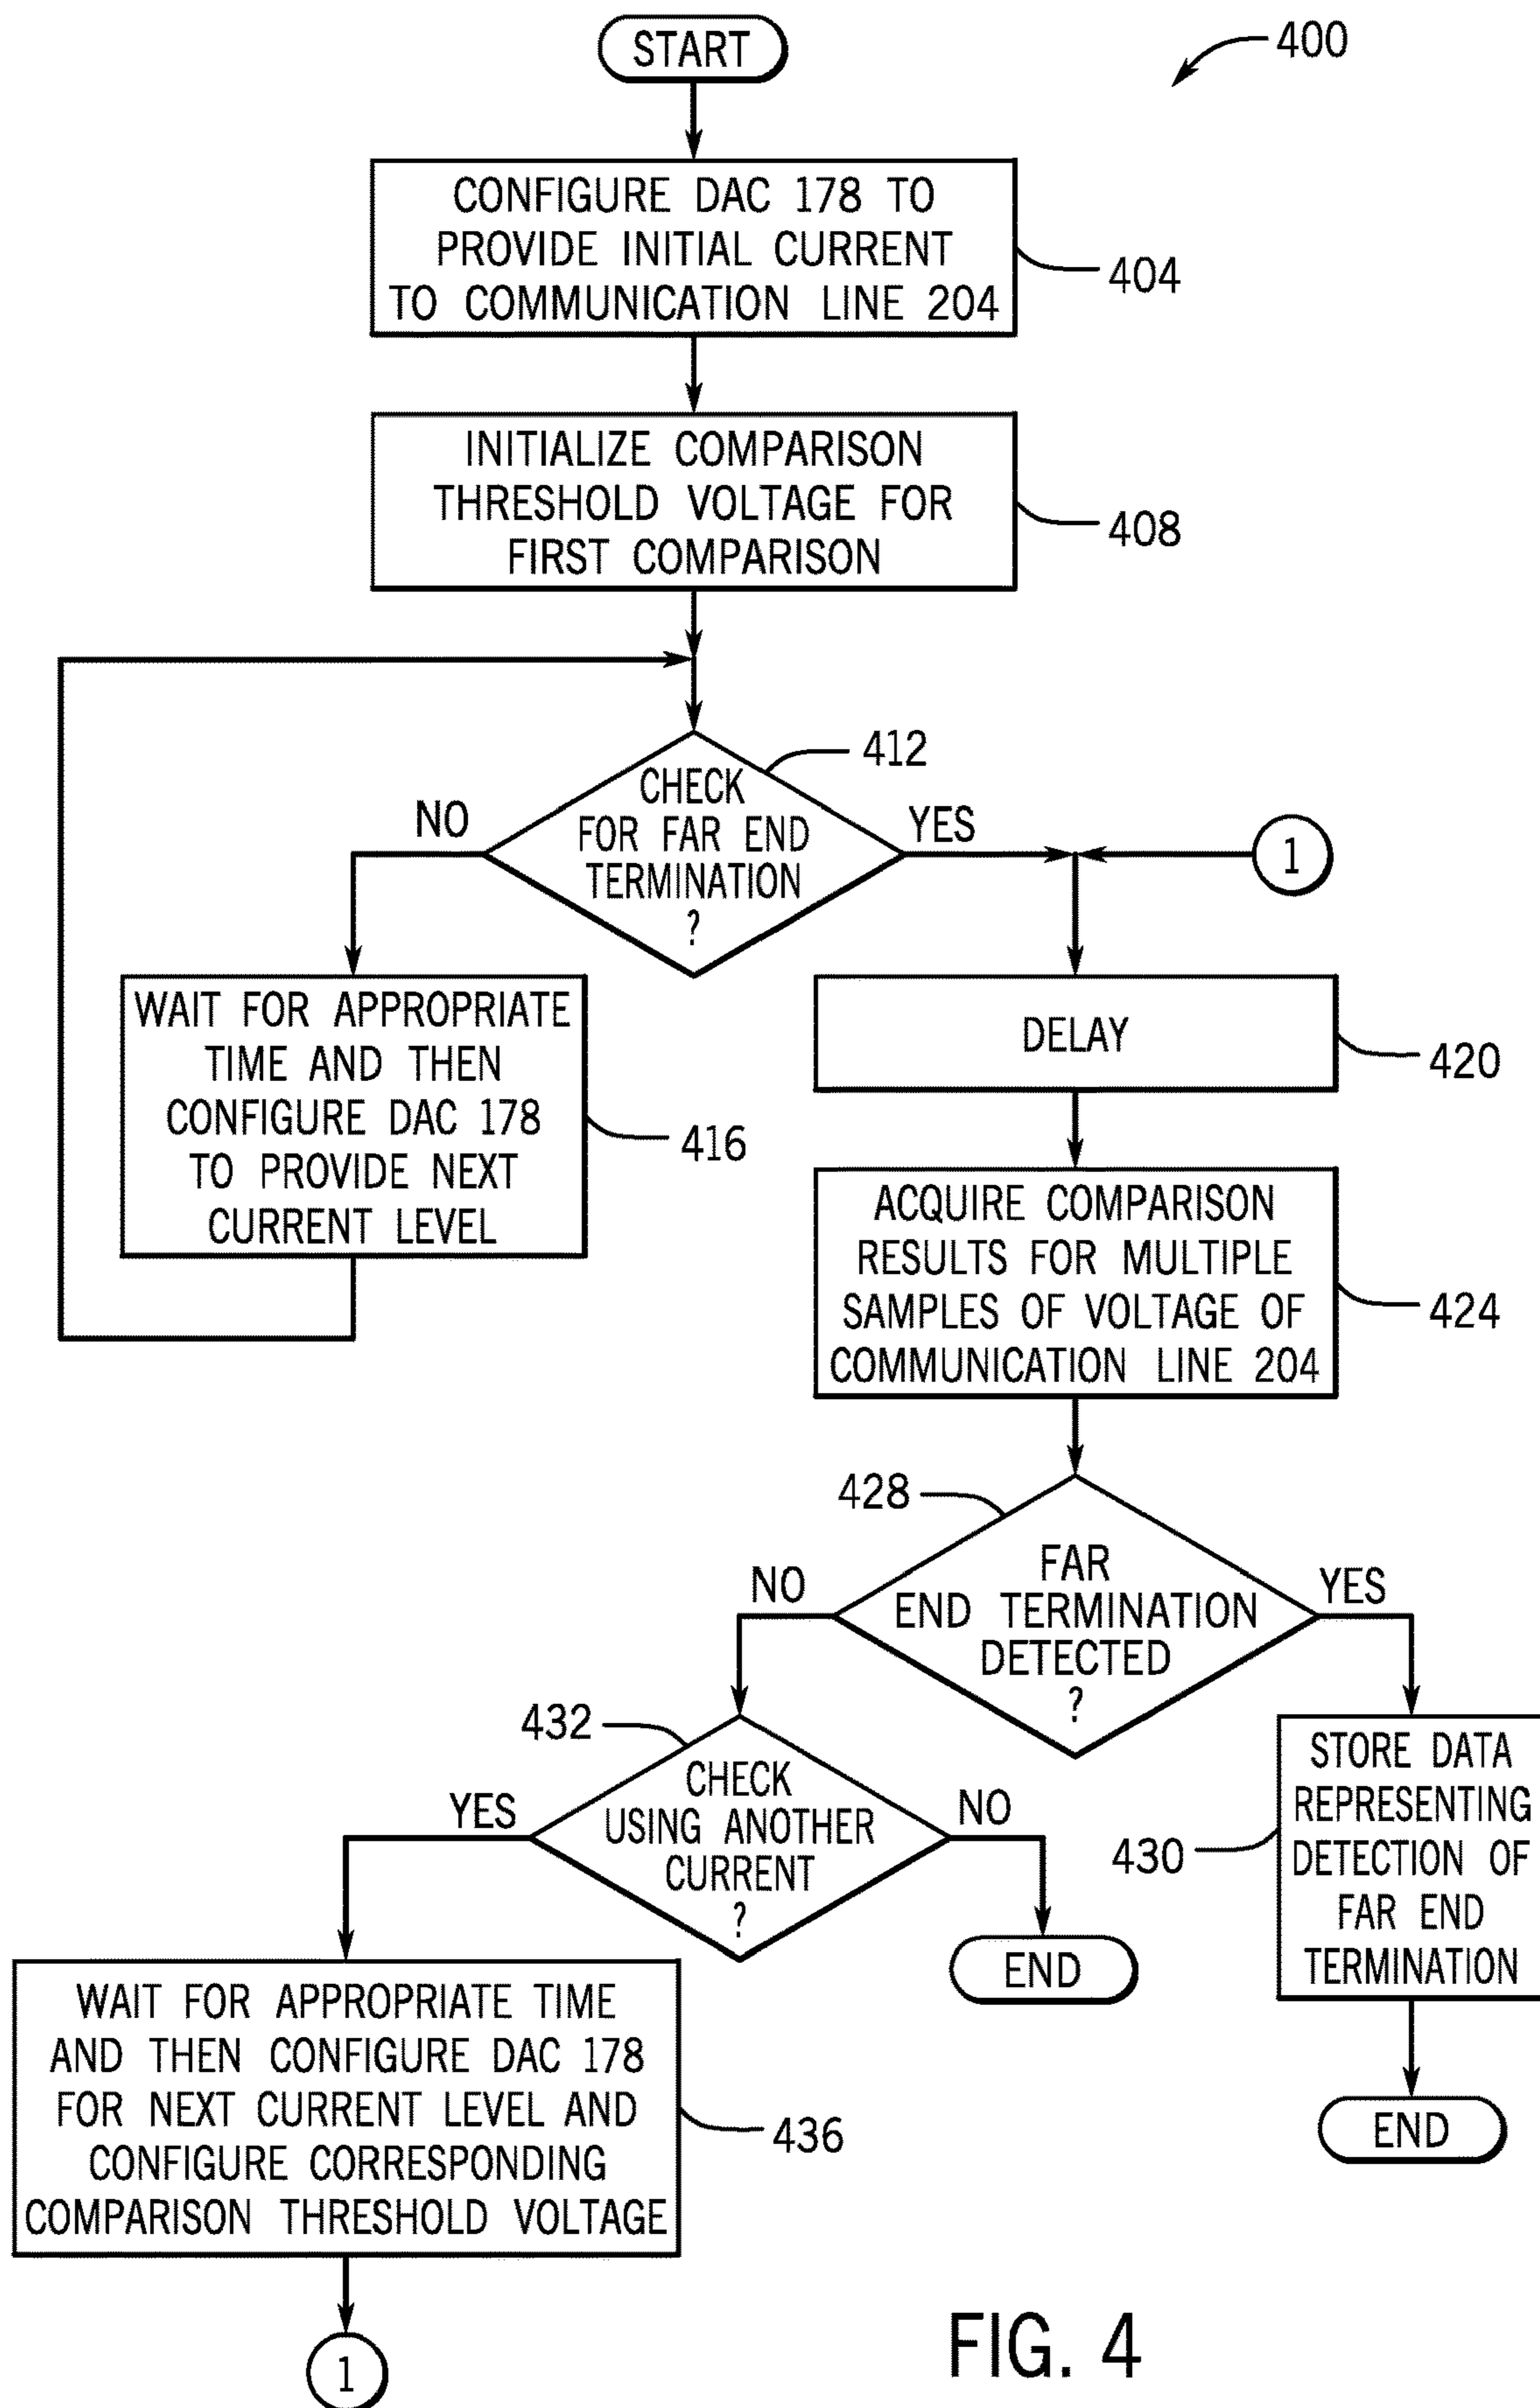 START
400
CONFIGURE DAC 178 TO
PROVIDE INITIAL CURRENT
TO COMMUNICATION LINE 204
404
INITIALIZE COMPARISON
THRESHOLD VOLTAGE FOR
FIRST COMPARISON
408
412
CHECK
FOR FAR END
TERMINATION
?
NO
YES
1
WAIT FOR APPROPRIATE
TIME AND THEN
CONFIGURE DAC 178
TO PROVIDE NEXT
CURRENT LEVEL
416
DELAY
420
ACQUIRE COMPARISON
RESULTS FOR MULTIPLE
SAMPLES OF VOLTAGE OF
COMMUNICATION LINE 204
424
428
FAR
END TERMINATION
DETECTED
?
NO
YES
432
CHECK
USING ANOTHER
CURRENT
?
YES
NO
430
STORE DATA
REPRESENTING
DETECTION OF
FAR END
TERMINATION
END
WAIT FOR APPROPRIATE TIME
AND THEN CONFIGURE DAC 178
FOR NEXT CURRENT LEVEL AND
CONFIGURE CORRESPONDING
COMPARISON THRESHOLD VOLTAGE
436
END
1
FIG. 4